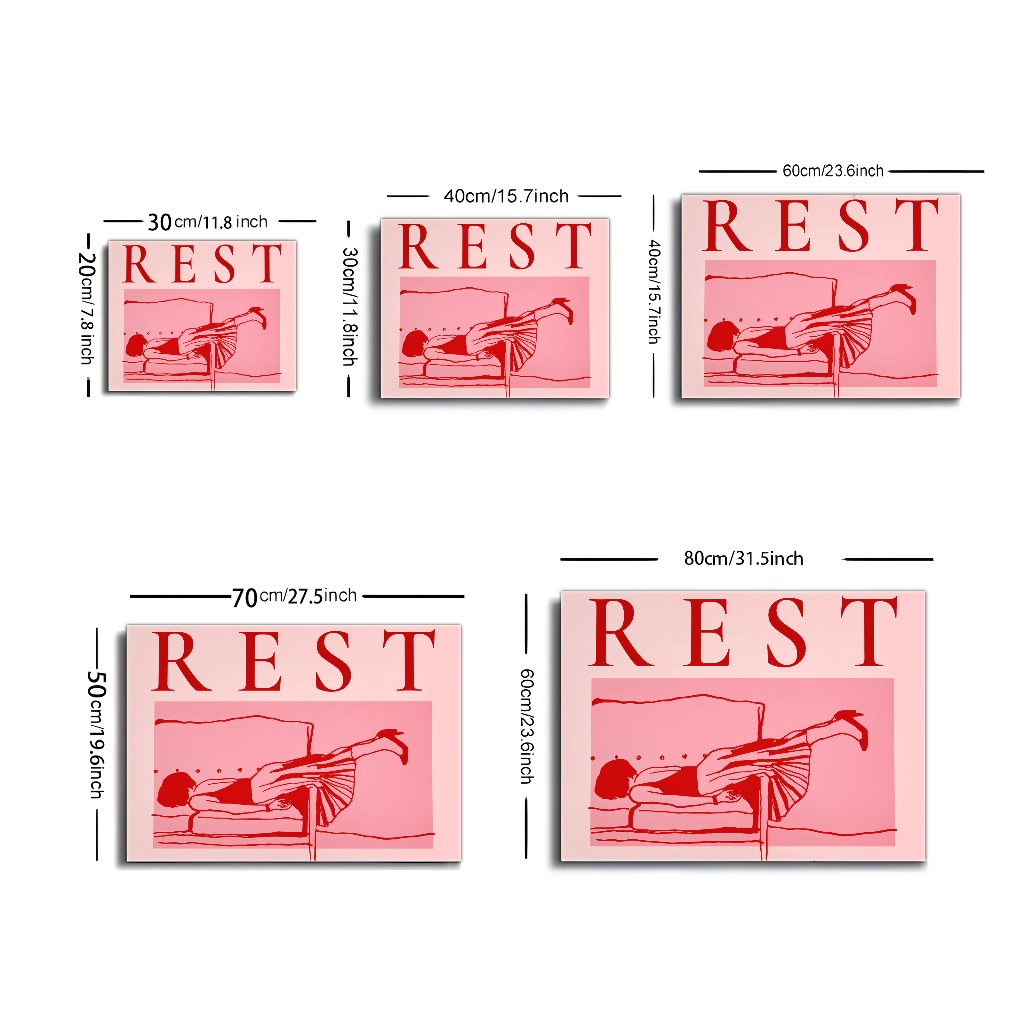 30cm/11.8 inch
20cm/ 7.8 inch
REST
40cm/15.7inch
30cm/11.8inch
REST
60cm/23.6inch
40cm/15.7inch
REST
70cm/27.5inch
50cm/19.6inch
REST
80cm/31.5inch
60cm/23.6inch
REST